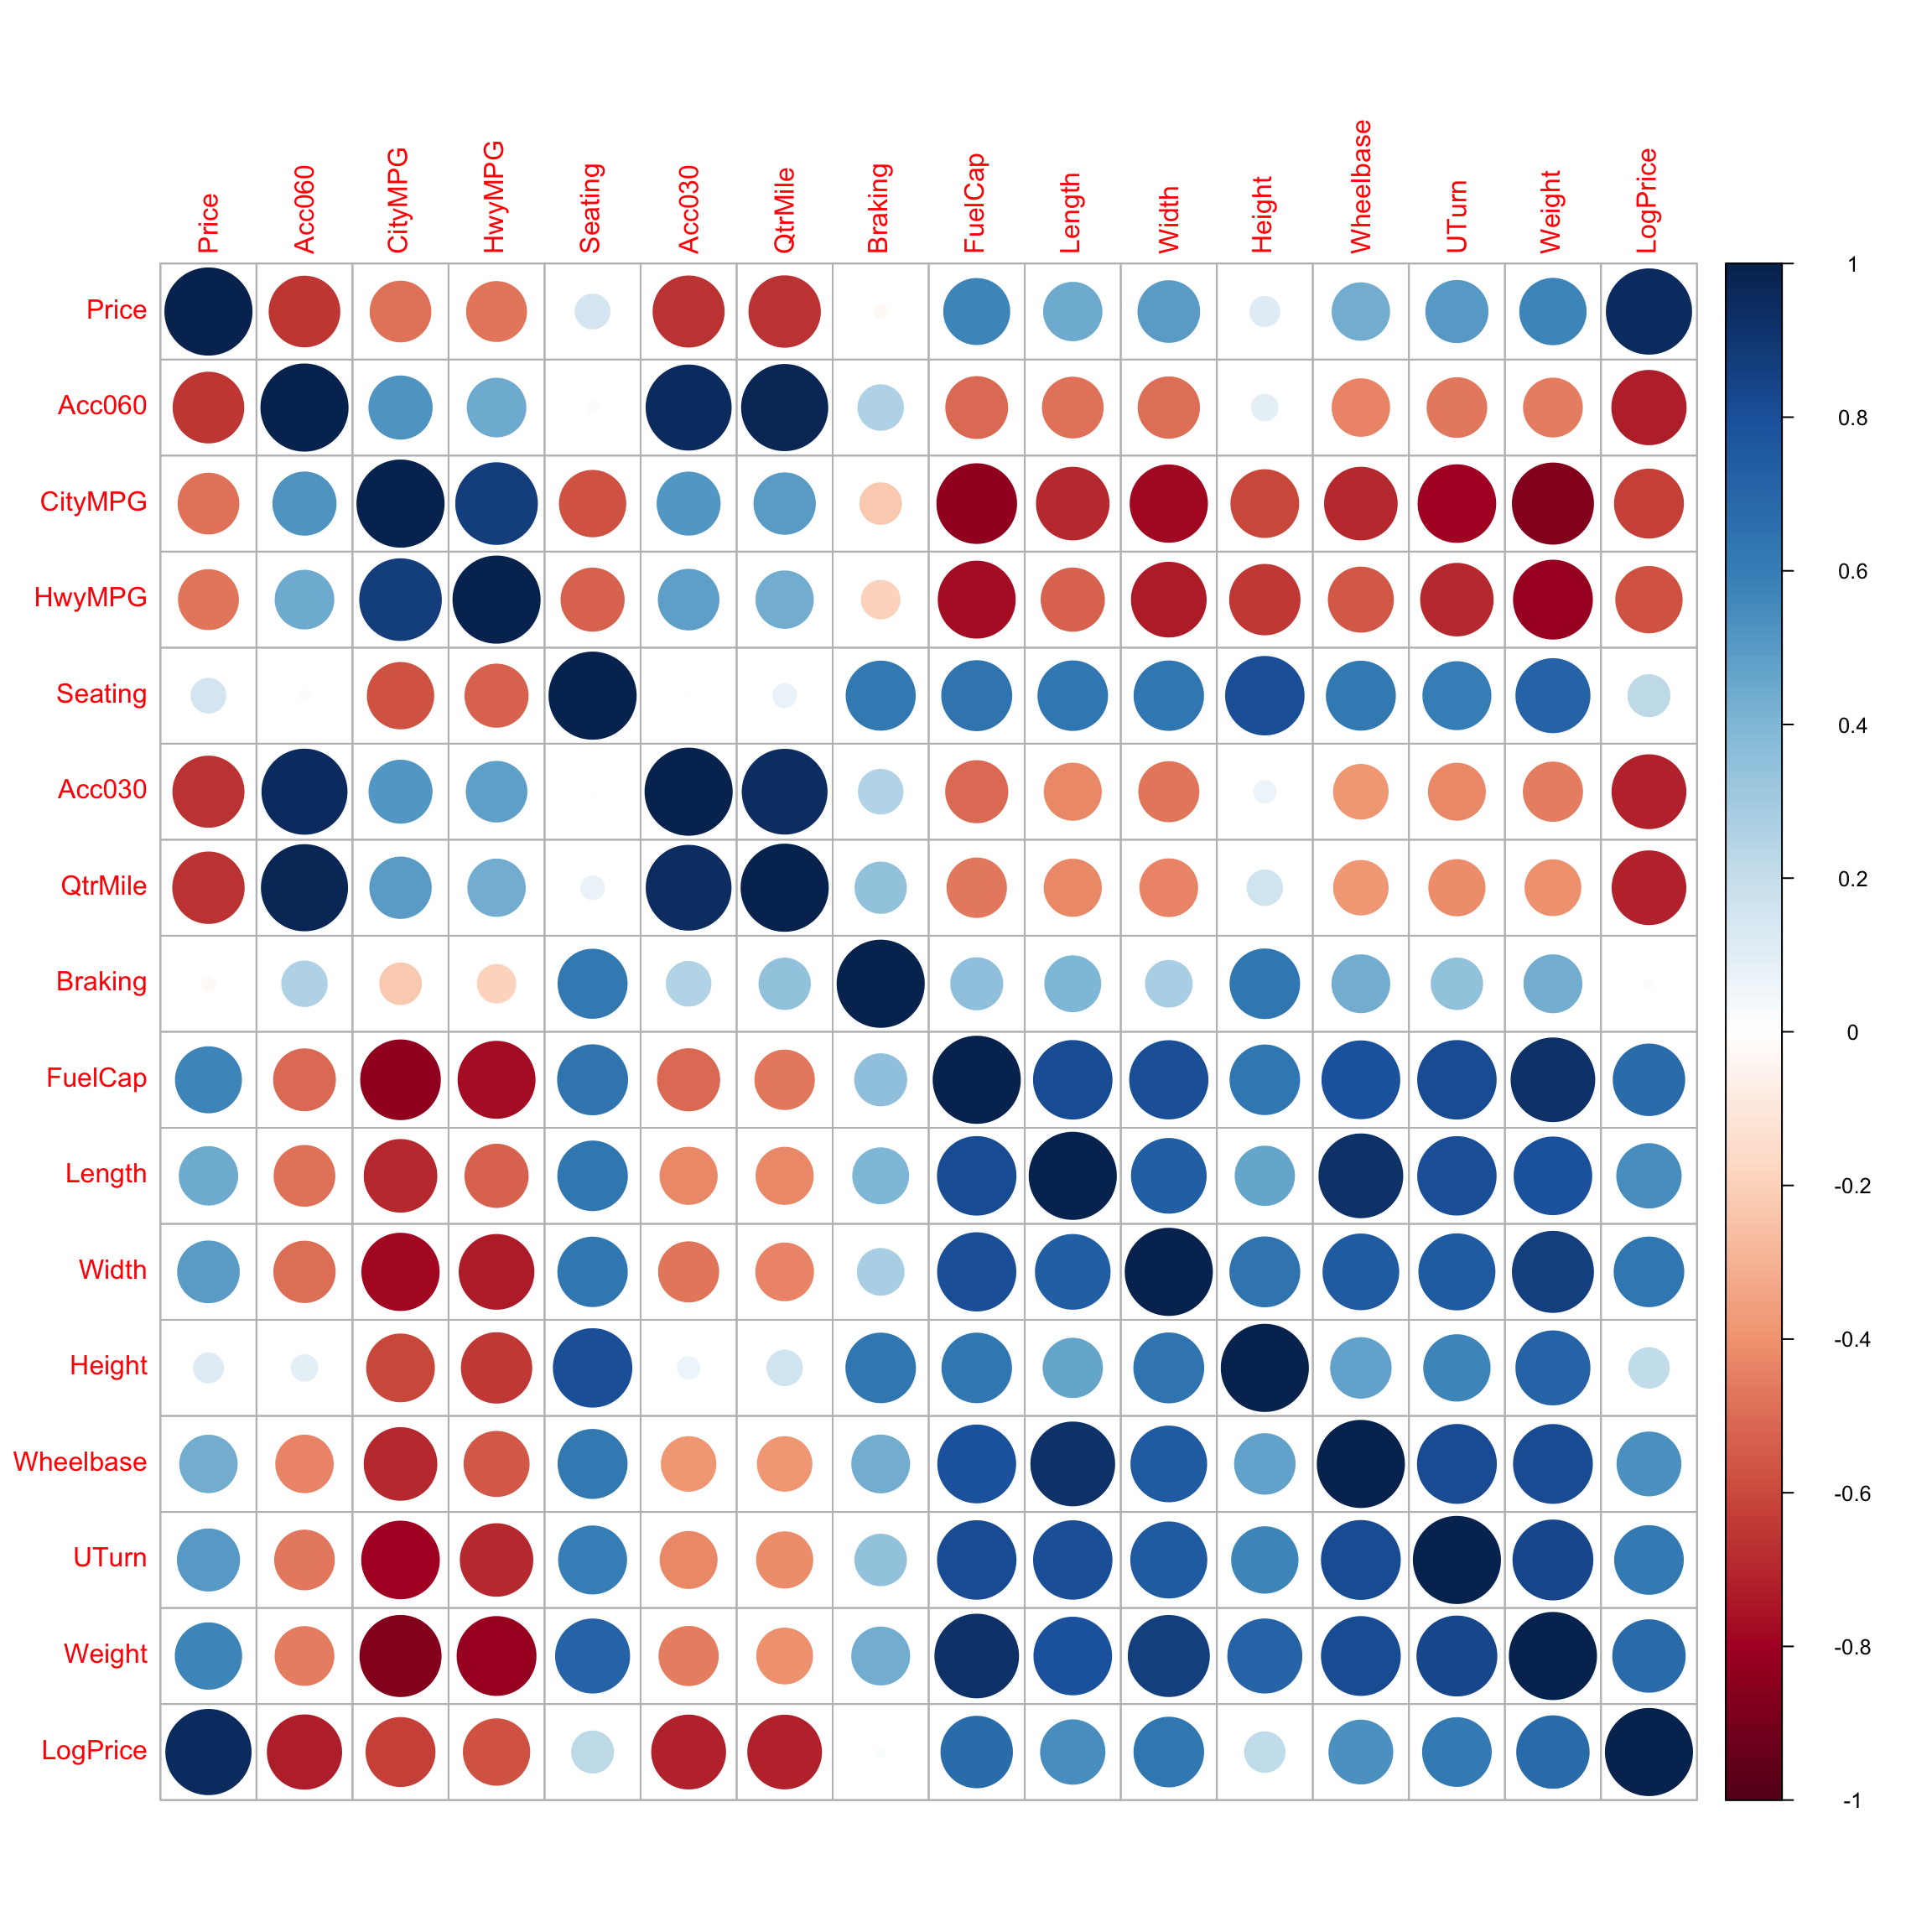 Price
Acc060
CityMPG
HwyMPG
Seating
Acc030
QtrMile
Braking
FuelCap
Length
Width
Height
Wheelbase
UTurn
Weight
LogPrice
Price
Acc060
CityMPG
HwyMPG
Seating
Acc030
QtrMile
Braking
FuelCap
Length
Width
Height
Wheelbase
UTurn
Weight
LogPrice
1
0.8
0.6
0.4
0.2
0
-0.2
-0.4
-0.6
-0.8
-1